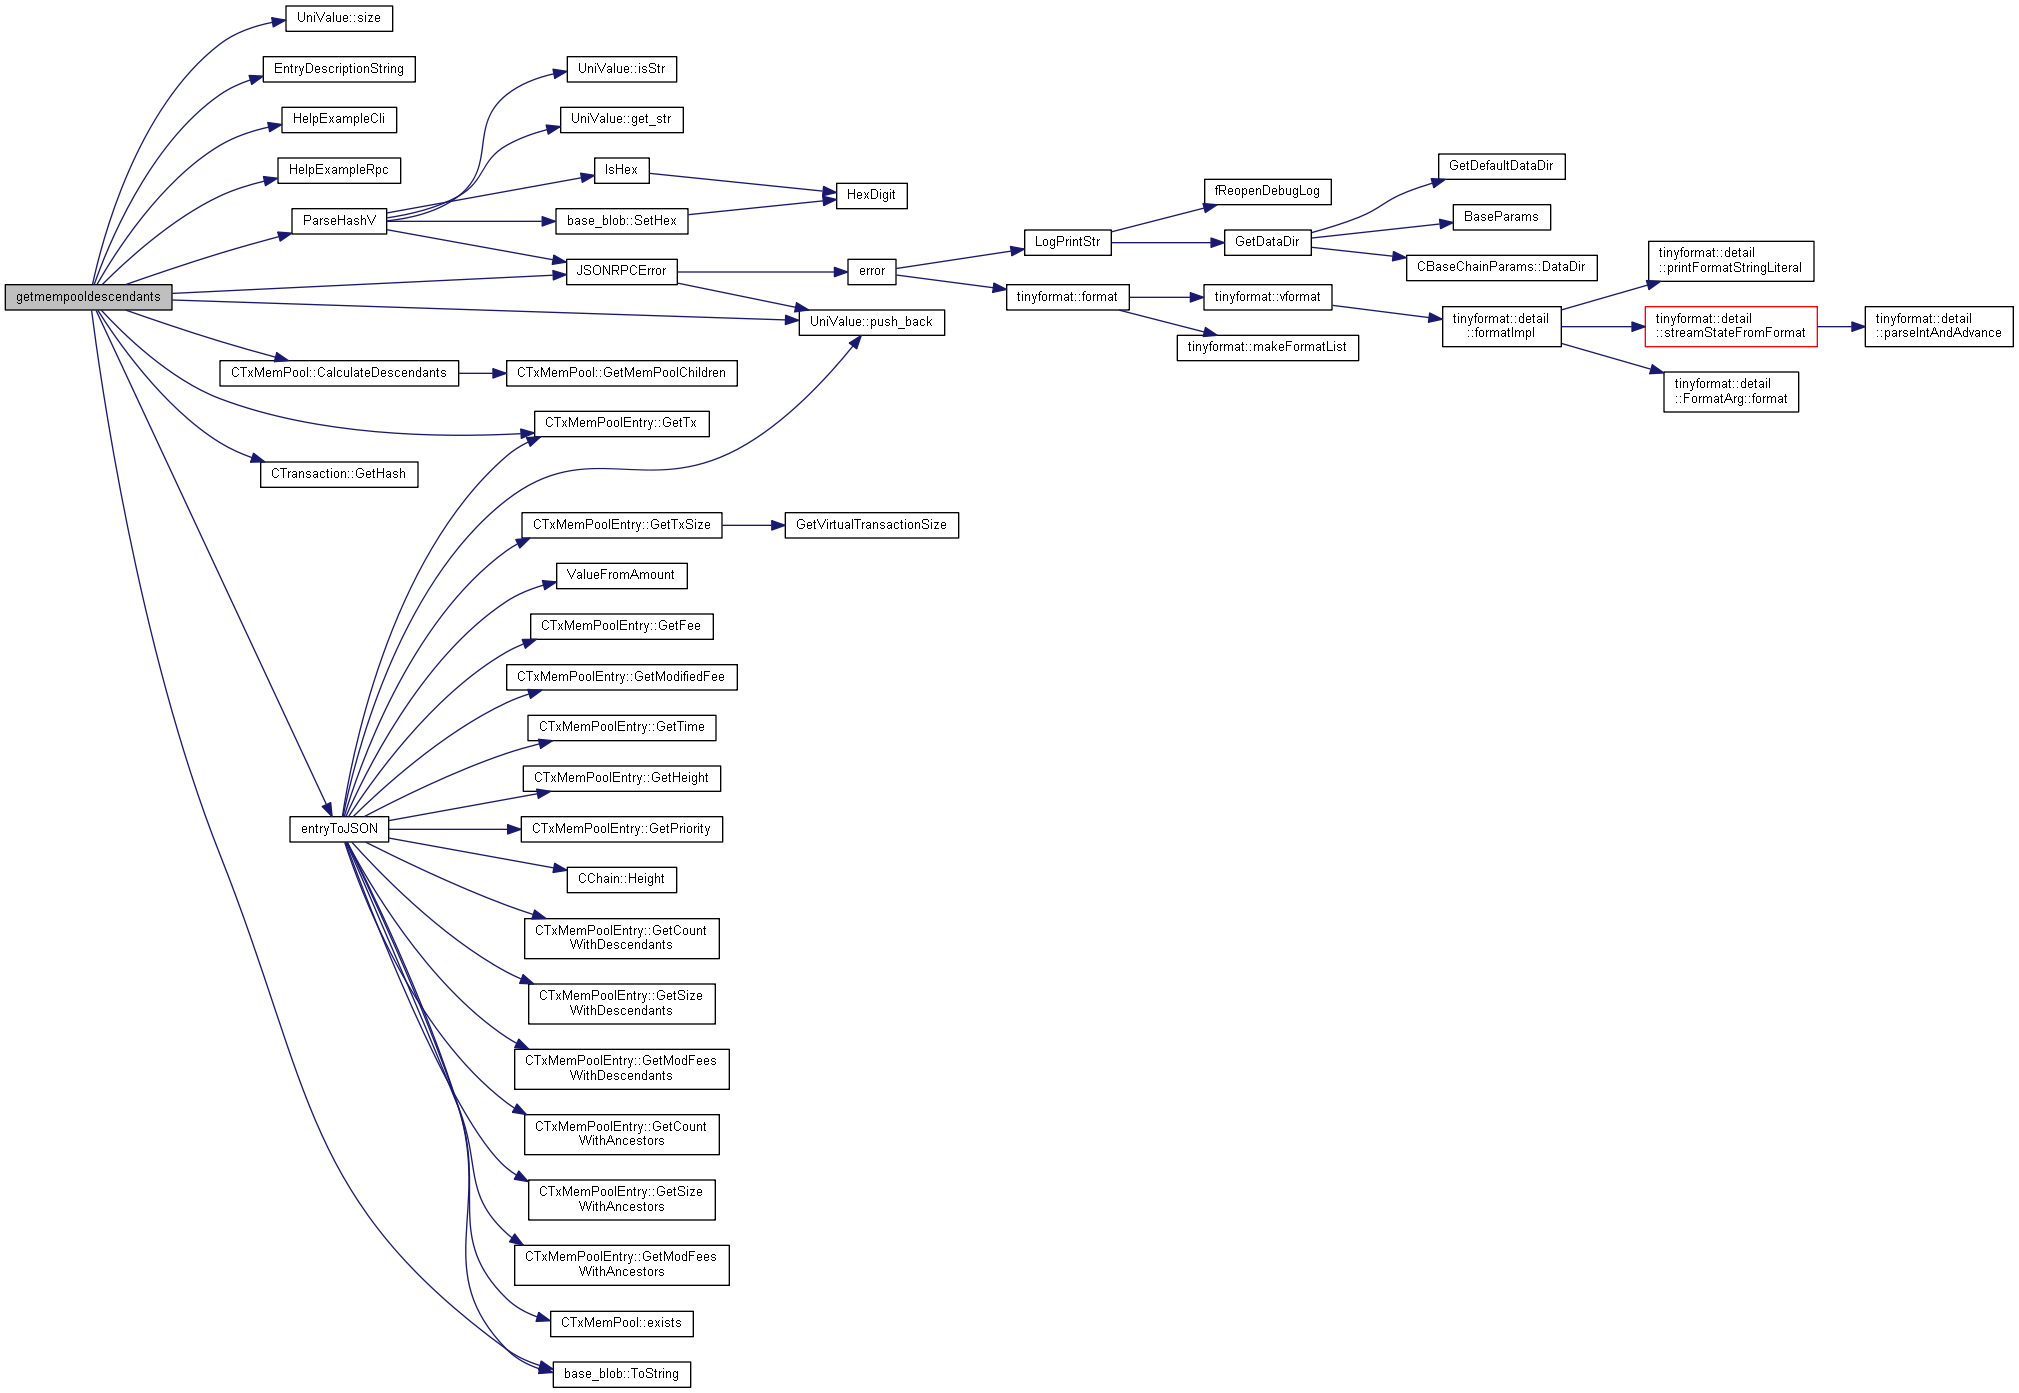 getmempooldescendants
UniValue::size
EntryDescriptionString
HelpExampleCli
HelpExampleRpc
ParseHashV
UniValue::isStr
UniValue::get_str
IsHex
base_blob::SetHex
HexDigit
JSONRPCError
error
UniValue::push_back
LogPrintStr
fReopenDebugLog
GetDataDir
GetDefaultDataDir
BaseParams
CBaseChainParams::DataDir
tinyformat::format
tinyformat::vformat
tinyformat::makeFormatList
tinyformat::detail
::formatImpl
tinyformat::detail
::printFormatStringLiteral
tinyformat::detail
::streamStateFromFormat
tinyformat::detail
::parseIntAndAdvance
tinyformat::detail
::FormatArg::format
CTxMemPool::CalculateDescendants
CTxMemPool::GetMemPoolChildren
CTxMemPoolEntry::GetTx
CTransaction::GetHash
entryToJSON
CTxMemPoolEntry::GetTxSize
GetVirtualTransactionSize
ValueFromAmount
CTxMemPoolEntry::GetFee
CTxMemPoolEntry::GetModifiedFee
CTxMemPoolEntry::GetTime
CTxMemPoolEntry::GetHeight
CTxMemPoolEntry::GetPriority
CChain::Height
CTxMemPoolEntry::GetCount
WithDescendants
CTxMemPoolEntry::GetSize
WithDescendants
CTxMemPoolEntry::GetModFees
WithDescendants
CTxMemPoolEntry::GetCount
WithAncestors
CTxMemPoolEntry::GetSize
WithAncestors
CTxMemPoolEntry::GetModFees
WithAncestors
CTxMemPool::exists
base_blob::ToString